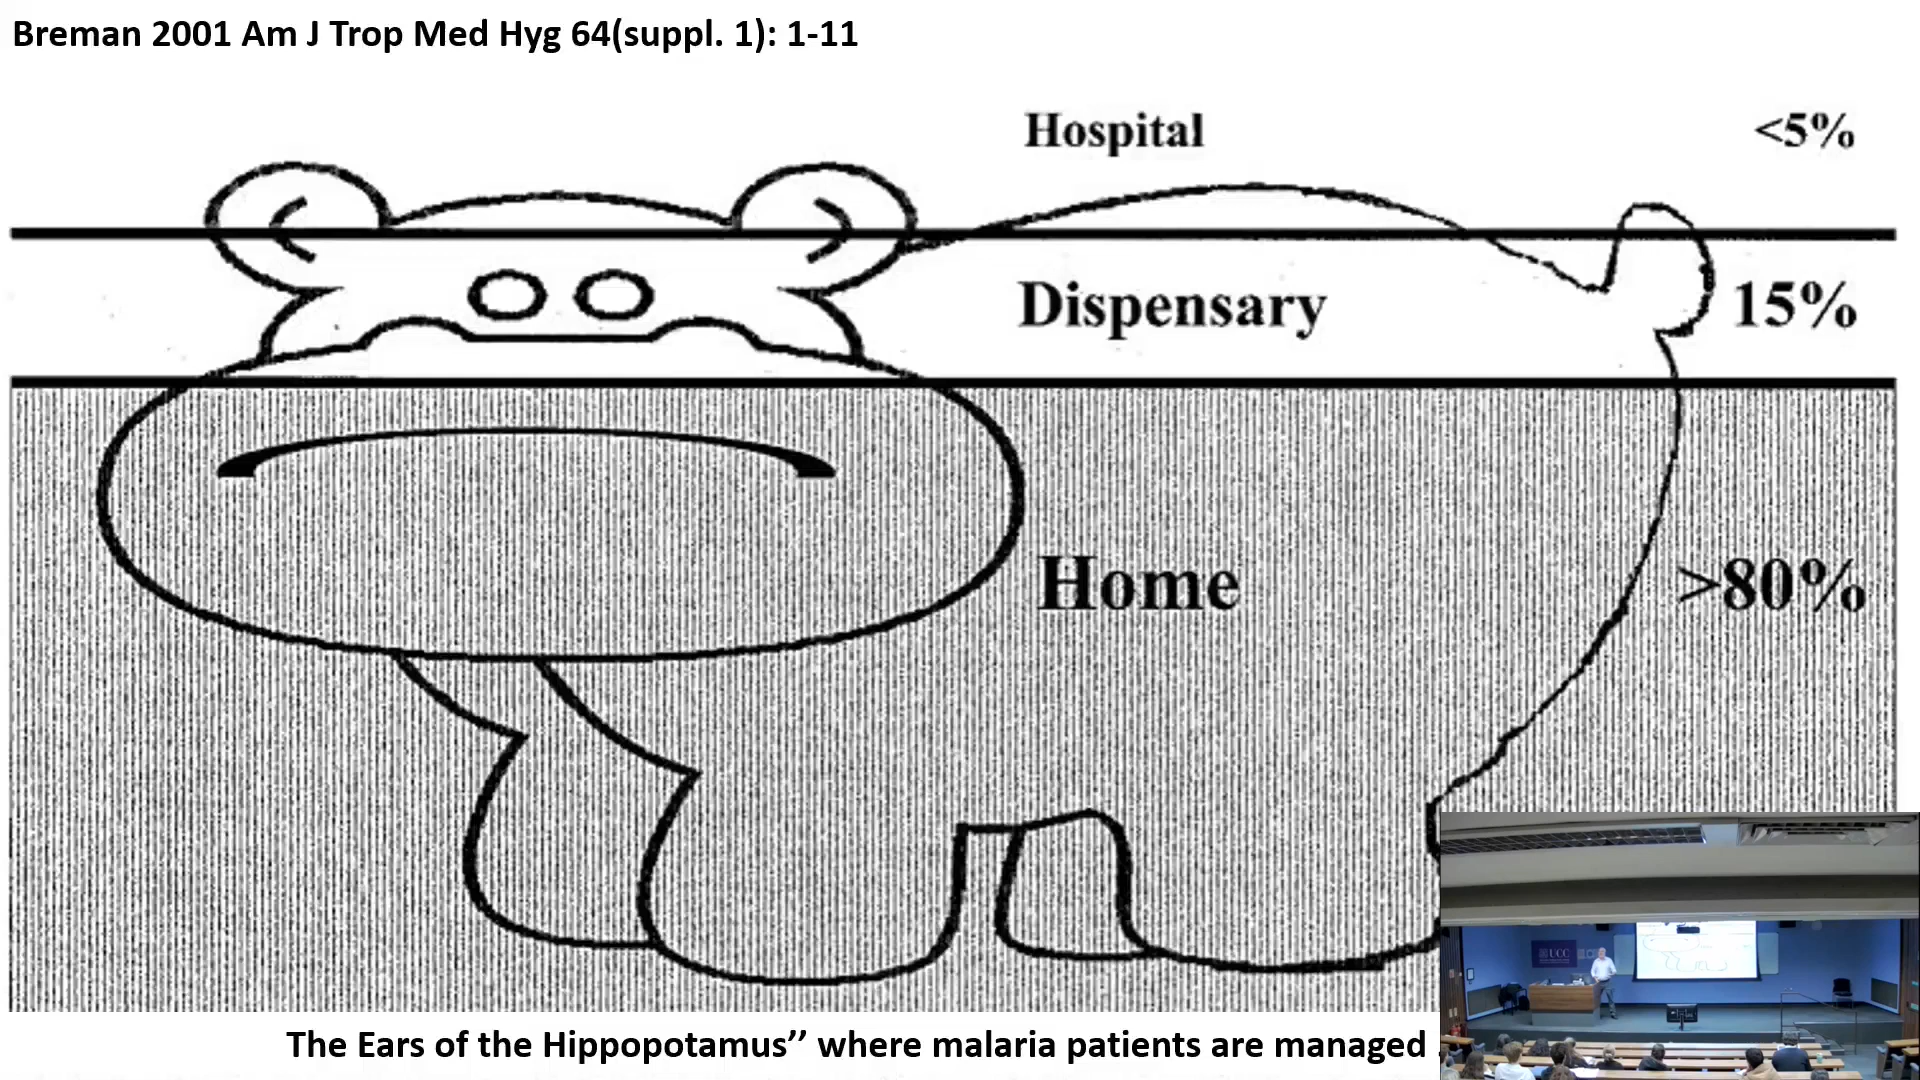 Breman 2001 Am J Trop Med Hyg 64(suppl. 1): 1-11
Hospital <5%
Dispensary 15%
Home >80%
UCC
The Ears of the Hippopotamus’’ where malaria patients are managed